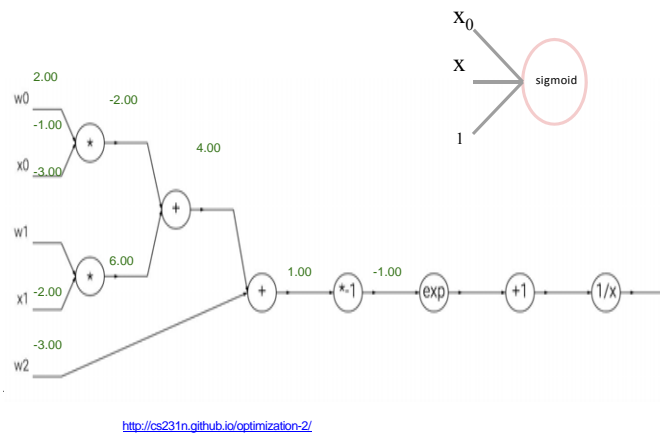 x0
x
1
sigmoid
2.00
w0
-2.00
-1.00
*
4.00
x0
-3.00
+
w1
6.00
*
1.00
-1.00
x1
-2.00
+
*-1
exp
+1
1/x
-3.00
w2
http://cs231n.github.io/optimization-2/